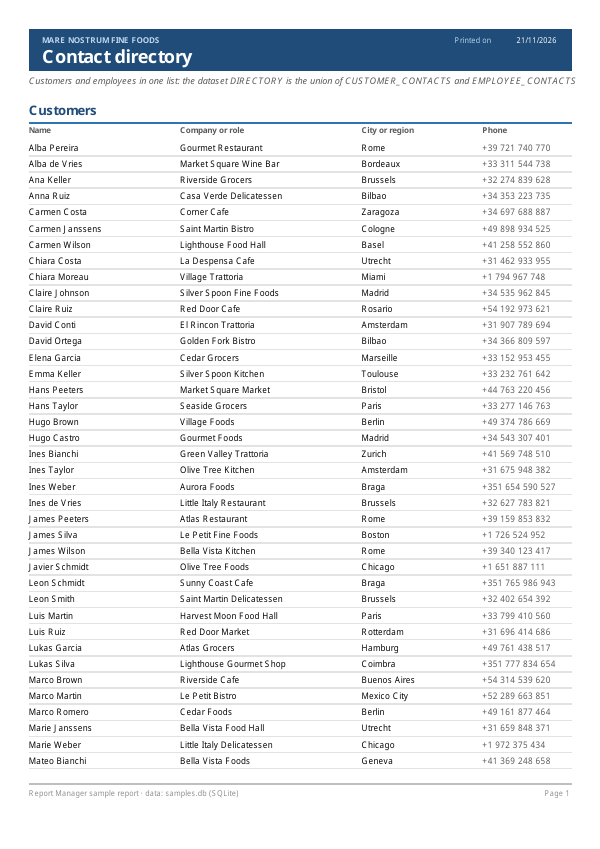 MARE NOSTRUM FINE FOODS Printed on 21/11/2026
Contact directory
Customers and employees in one list: the dataset DIRECTORY is the union of CUSTOMER_CONTACTS and EMPLOYEE_CONTACTS
Customers
Name Company or role City or region Phone
Alba Pereira Gourmet Restaurant Rome +39 721 740 770
Alba de Vries Market Square Wine Bar Bordeaux +33 311 544 738
Ana Keller Riverside Grocers Brussels +32 274 839 628
Anna Ruiz Casa Verde Delicatessen Bilbao +34 353 223 735
Carmen Costa Corner Cafe Zaragoza +34 697 688 887
Carmen Janssens Saint Martin Bistro Cologne +49 898 934 525
Carmen Wilson Lighthouse Food Hall Basel +41 258 552 860
Chiara Costa La Despensa Cafe Utrecht +31 462 933 955
Chiara Moreau Village Trattoria Miami +1 794 967 748
Claire Johnson Silver Spoon Fine Foods Madrid +34 535 962 845
Claire Ruiz Red Door Cafe Rosario +54 192 973 621
David Conti El Rincon Trattoria Amsterdam +31 907 789 694
David Ortega Golden Fork Bistro Bilbao +34 366 809 597
Elena Garcia Cedar Grocers Marseille +33 152 953 455
Emma Keller Silver Spoon Kitchen Toulouse +33 232 761 642
Hans Peeters Market Square Market Bristol +44 763 220 456
Hans Taylor Seaside Grocers Paris +33 277 146 763
Hugo Brown Village Foods Berlin +49 374 786 669
Hugo Castro Gourmet Foods Madrid +34 543 307 401
Ines Bianchi Green Valley Trattoria Zurich +41 569 748 510
Ines Taylor Olive Tree Kitchen Amsterdam +31 675 948 382
Ines Weber Aurora Foods Braga +351 654 590 527
Ines de Vries Little Italy Restaurant Brussels +32 627 783 821
James Peeters Atlas Restaurant Rome +39 159 853 832
James Silva Le Petit Fine Foods Boston +1 726 524 952
James Wilson Bella Vista Kitchen Rome +39 340 123 417
Javier Schmidt Olive Tree Foods Chicago +1 651 887 111
Leon Schmidt Sunny Coast Cafe Braga +351 765 986 943
Leon Smith Saint Martin Delicatessen Brussels +32 402 654 392
Luis Martin Harvest Moon Food Hall Paris +33 799 410 560
Luis Ruiz Red Door Market Rotterdam +31 696 414 686
Lukas Garcia Atlas Grocers Hamburg +49 761 438 517
Lukas Silva Lighthouse Gourmet Shop Coimbra +351 777 834 654
Marco Brown Riverside Cafe Buenos Aires +54 314 539 620
Marco Martin Le Petit Bistro Mexico City +52 289 663 851
Marco Romero Cedar Foods Berlin +49 161 877 464
Marie Janssens Bella Vista Food Hall Utrecht +31 659 848 371
Marie Weber Little Italy Delicatessen Chicago +1 972 375 434
Mateo Bianchi Bella Vista Foods Geneva +41 369 248 658
Report Manager sample report · data: samples.db (SQLite) Page 1